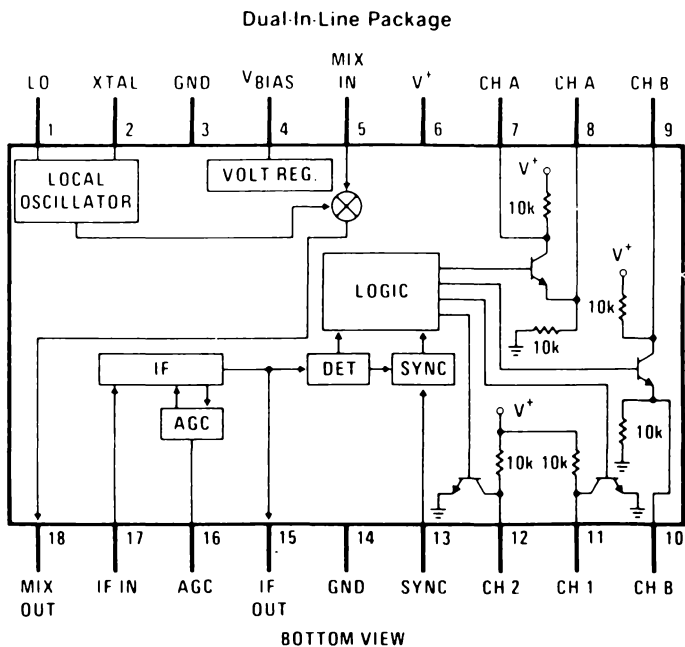 Dual-In-Line Package
LO XTAL GND VBIAS MIX IN V+ CH A CH A CH B
1 2 3 4 5 6 7 8 9
LOCAL OSCILLATOR
VOLT REG.
V+
10k
LOGIC
V+
10k
10k
IF
DET
SYNC
AGC
V+
10k
10k 10k
18 17 16 15 14 13 12 11 10
MIX OUT IF IN AGC IF OUT GND SYNC CH 2 CH 1 CH B
BOTTOM VIEW